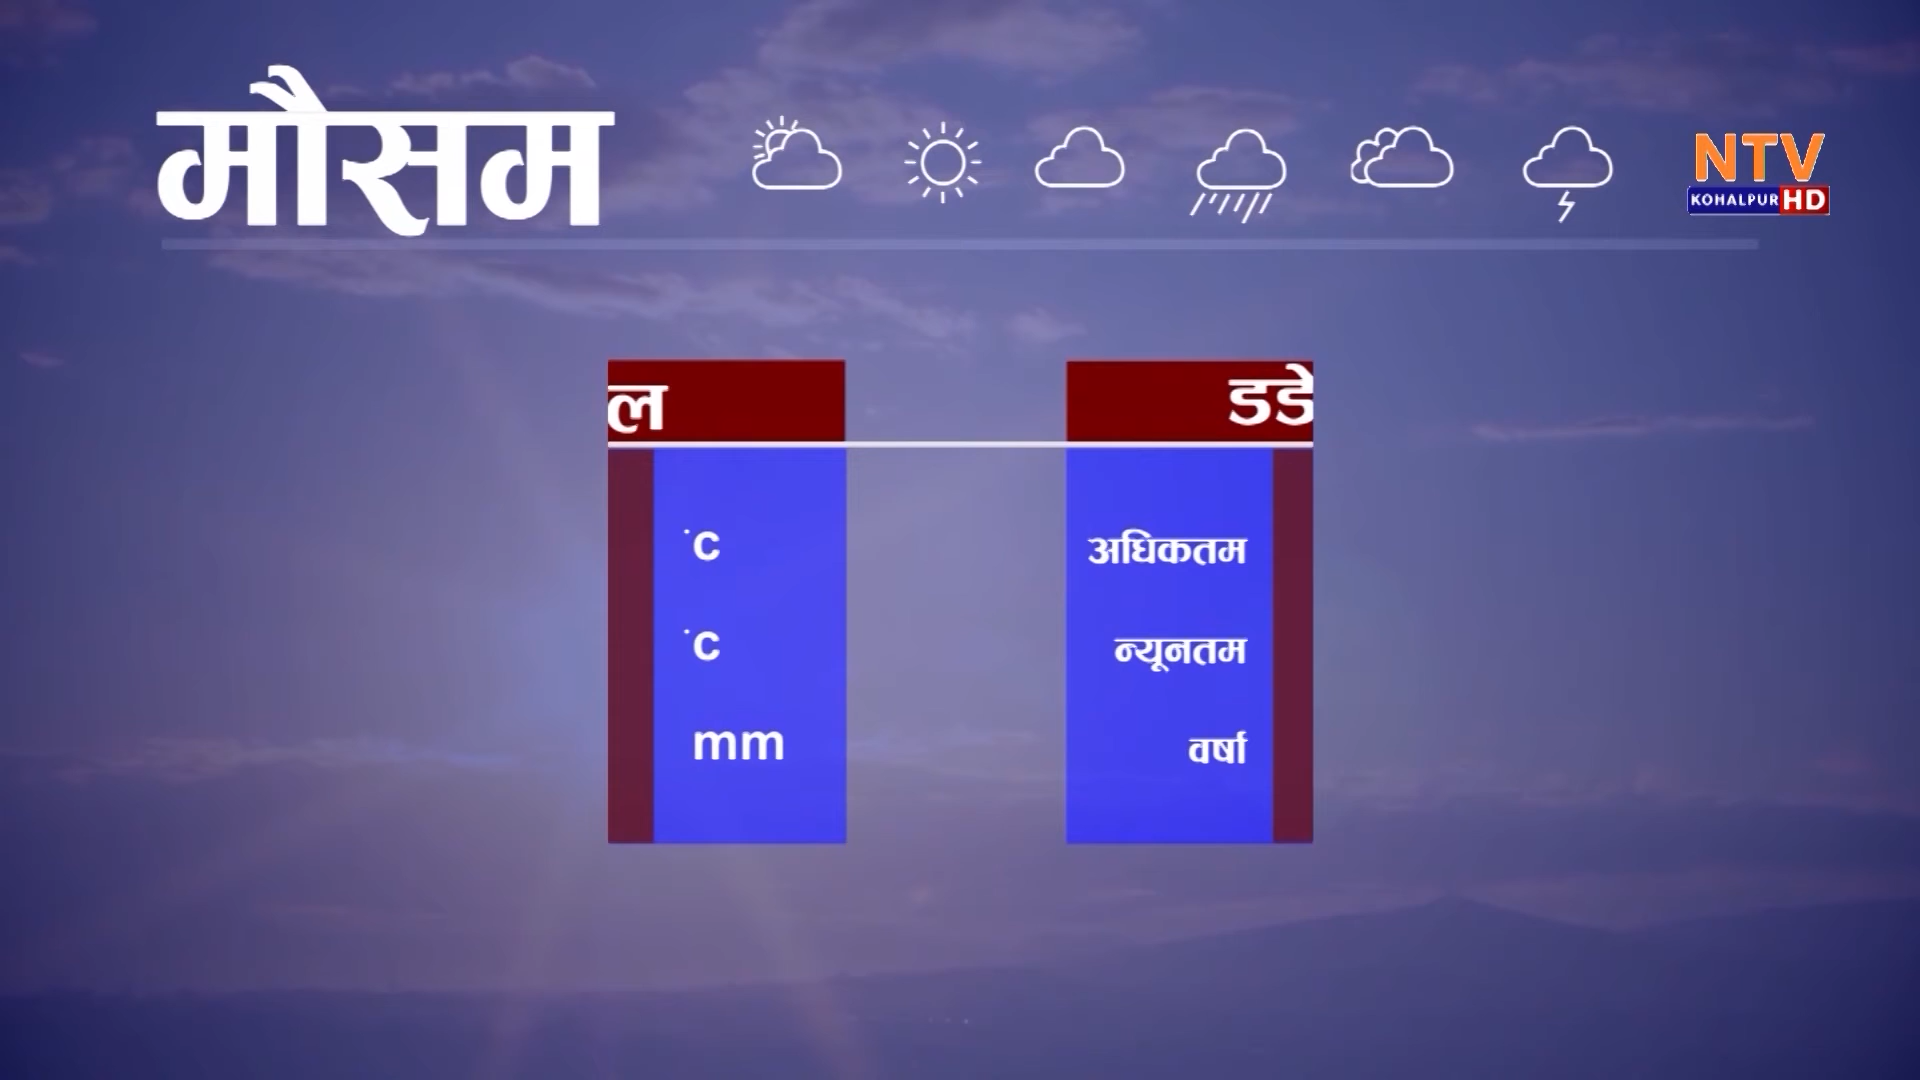 मौसम
NTV
KOHALPUR HD
ल
डडे
°C
अधिकतम
°C
न्यूनतम
mm
वर्षा